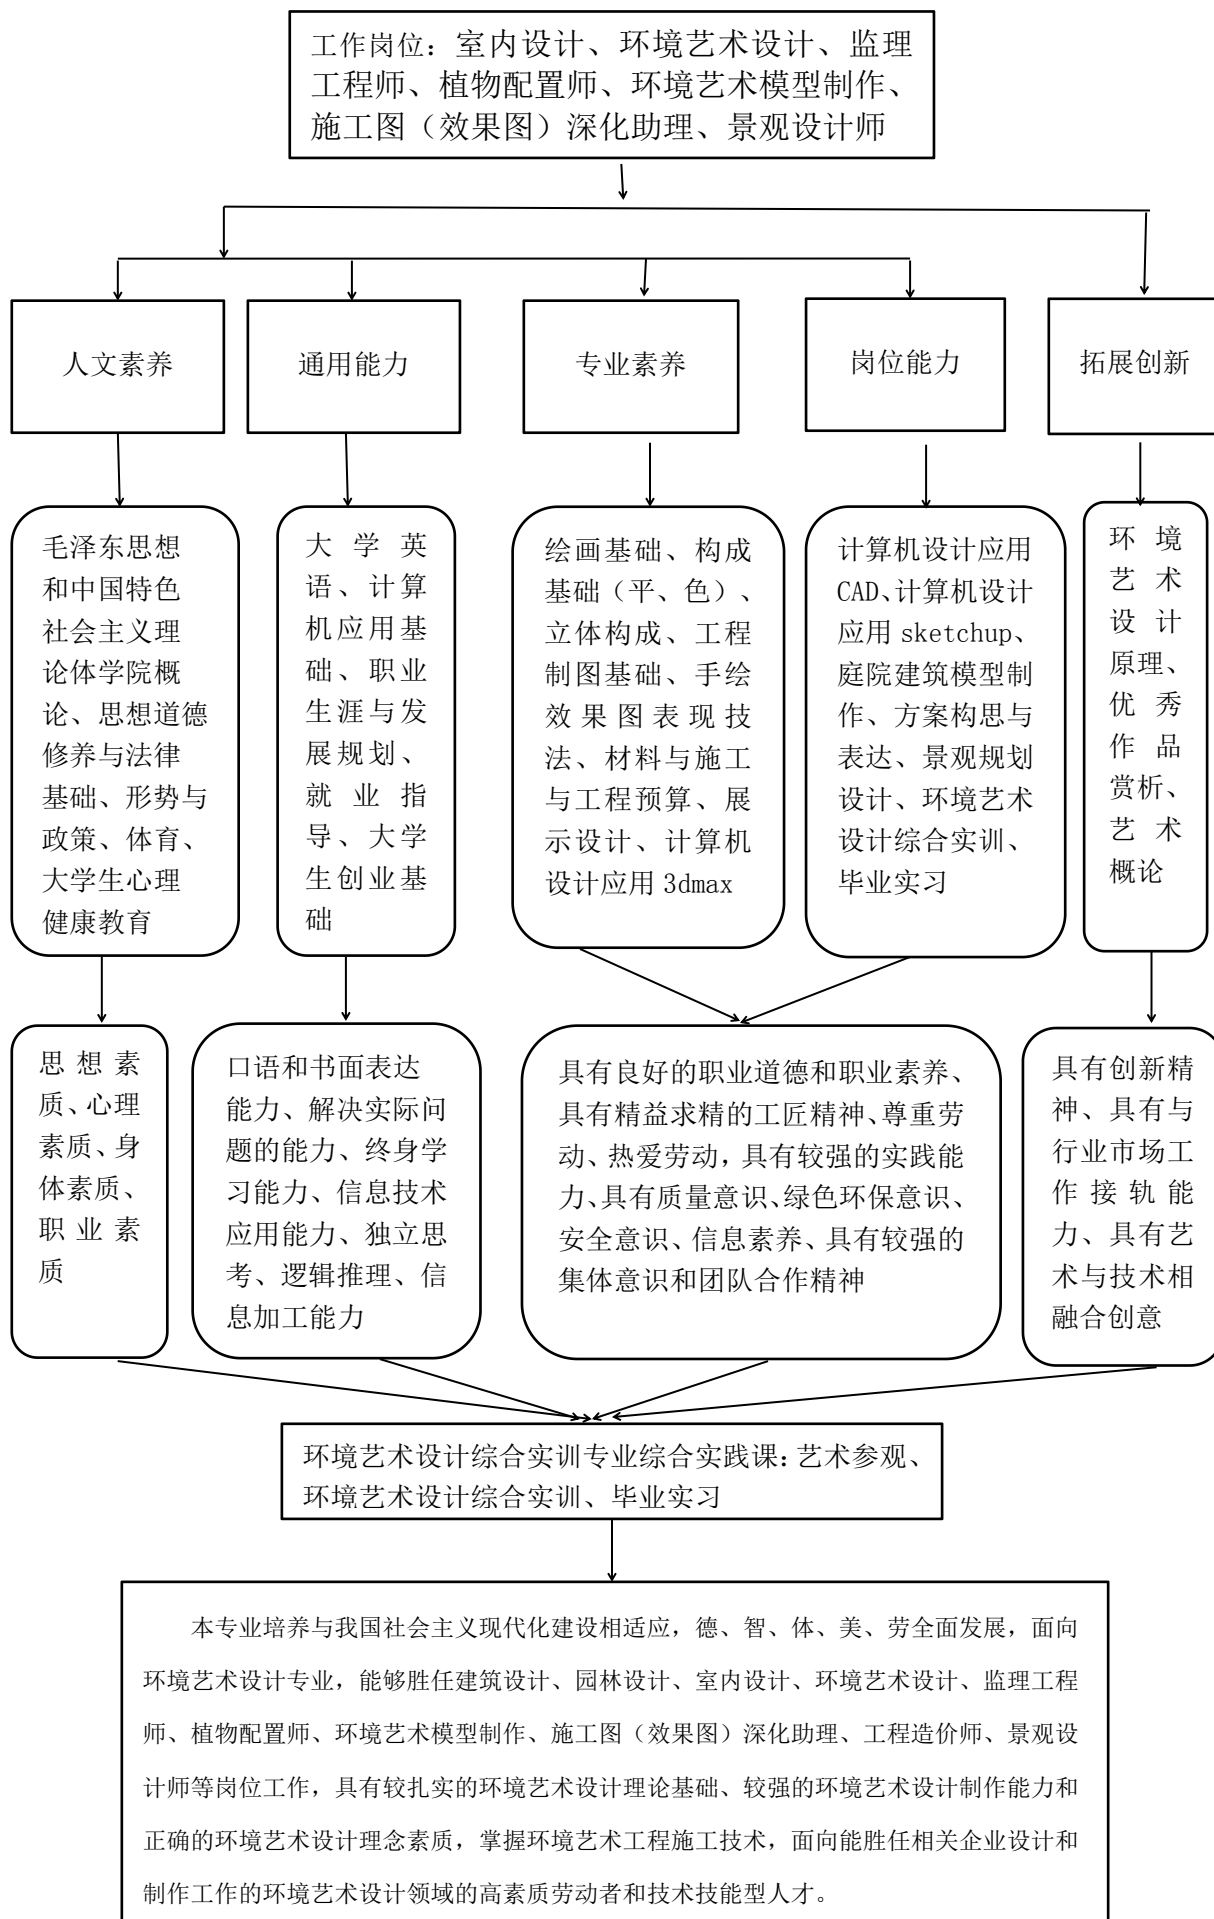 工作岗位：室内设计、环境艺术设计、监理
工程师、植物配置师、环境艺术模型制作、
施工图（效果图）深化助理、景观设计师
人文素养
通用能力
专业素养
岗位能力
拓展创新
毛泽东思想
和中国特色
社会主义理
论体学院概
论、思想道德
修养与法律
基础、形势与
政策、体育、
大学生心理
健康教育
大学英
语、计算
机应用基
础、职业
生涯与发
展规划、
就业指
导、大学
生创业基
础
绘画基础、构成
基础（平、色）、
立体构成、工程
制图基础、手绘
效果图表现技
法、材料与施工
与工程预算、展
示设计、计算机
设计应用 3dmax
计算机设计应用
CAD、计算机设计
应用 sketchup、
庭院建筑模型制
作、方案构思与
表达、景观规划
设计、环境艺术
设计综合实训、
毕业实习
环境
艺术
设计
原理、
优秀
作品
赏析、
艺术
概论
思想素
质、心理
素质、身
体素质、
职业素
质
口语和书面表达
能力、解决实际问
题的能力、终身学
习能力、信息技术
应用能力、独立思
考、逻辑推理、信
息加工能力
具有良好的职业道德和职业素养、
具有精益求精的工匠精神、尊重劳
动、热爱劳动，具有较强的实践能
力、具有质量意识、绿色环保意识、
安全意识、信息素养、具有较强的
集体意识和团队合作精神
具有创新精
神、具有与
行业市场工
作接轨能
力、具有艺
术与技术相
融合创意
环境艺术设计综合实训专业综合实践课：艺术参观、
环境艺术设计综合实训、毕业实习
本专业培养与我国社会主义现代化建设相适应，德、智、体、美、劳全面发展，面向
环境艺术设计专业，能够胜任建筑设计、园林设计、室内设计、环境艺术设计、监理工程
师、植物配置师、环境艺术模型制作、施工图（效果图）深化助理、工程造价师、景观设
计师等岗位工作，具有较扎实的环境艺术设计理论基础、较强的环境艺术设计制作能力和
正确的环境艺术设计理念素质，掌握环境艺术工程施工技术，面向能胜任相关企业设计和
制作工作的环境艺术设计领域的高素质劳动者和技术技能型人才。